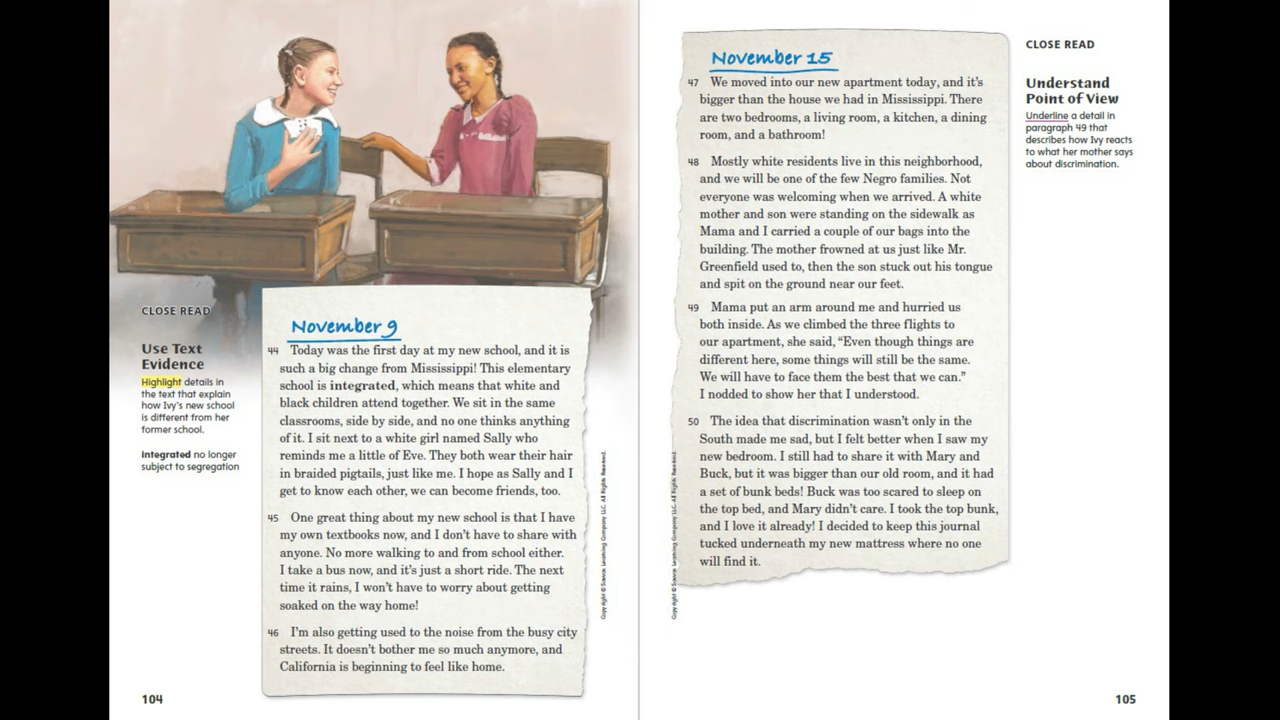 CLOSE READ
Use Text
Evidence
Highlight details in
the text that explain
how Ivy's new school
is different from her
former school.
integrated no longer
subject to segregation
November 9
44 Today was the first day at my new school, and it is
such a big change from Mississippi! This elementary
school is integrated, which means that white and
black children attend together. We sit in the same
classrooms, side by side, and no one thinks anything
of it. I sit next to a white girl named Sally who
reminds me a little of Eve. They both wear their hair
in braided pigtails, just like me. I hope as Sally and I
get to know each other, we can become friends, too.
45 One great thing about my new school is that I have
my own textbooks now, and I don't have to share with
anyone. No more walking to and from school either.
I take a bus now, and it's just a short ride. The next
time it rains, I won't have to worry about getting
soaked on the way home!
46 I'm also getting used to the noise from the busy city
streets. It doesn't bother me so much anymore, and
California is beginning to feel like home.
Copyright © Savvas Learning Company LLC. All Rights Reserved.
104
November 15
47 We moved into our new apartment today, and it's
bigger than the house we had in Mississippi. There
are two bedrooms, a living room, a kitchen, a dining
room, and a bathroom!
48 Mostly white residents live in this neighborhood,
and we will be one of the few Negro families. Not
everyone was welcoming when we arrived. A white
mother and son were standing on the sidewalk as
Mama and I carried a couple of our bags into the
building. The mother frowned at us just like Mr.
Greenfield used to, then the son stuck out his tongue
and spit on the ground near our feet.
49 Mama put an arm around me and hurried us
both inside. As we climbed the three flights to
our apartment, she said, “Even though things are
different here, some things will still be the same.
We will have to face them the best that we can.”
I nodded to show her that I understood.
50 The idea that discrimination wasn't only in the
South made me sad, but I felt better when I saw my
new bedroom. I still had to share it with Mary and
Buck, but it was bigger than our old room, and it had
a set of bunk beds! Buck was too scared to sleep on
the top bed, and Mary didn't care. I took the top bunk,
and I love it already! I decided to keep this journal
tucked underneath my new mattress where no one
will find it.
Copyright © Savvas Learning Company LLC. All Rights Reserved.
CLOSE READ
Understand
Point of View
Underline a detail in
paragraph 49 that
describes how Ivy reacts
to what her mother says
about discrimination.
105